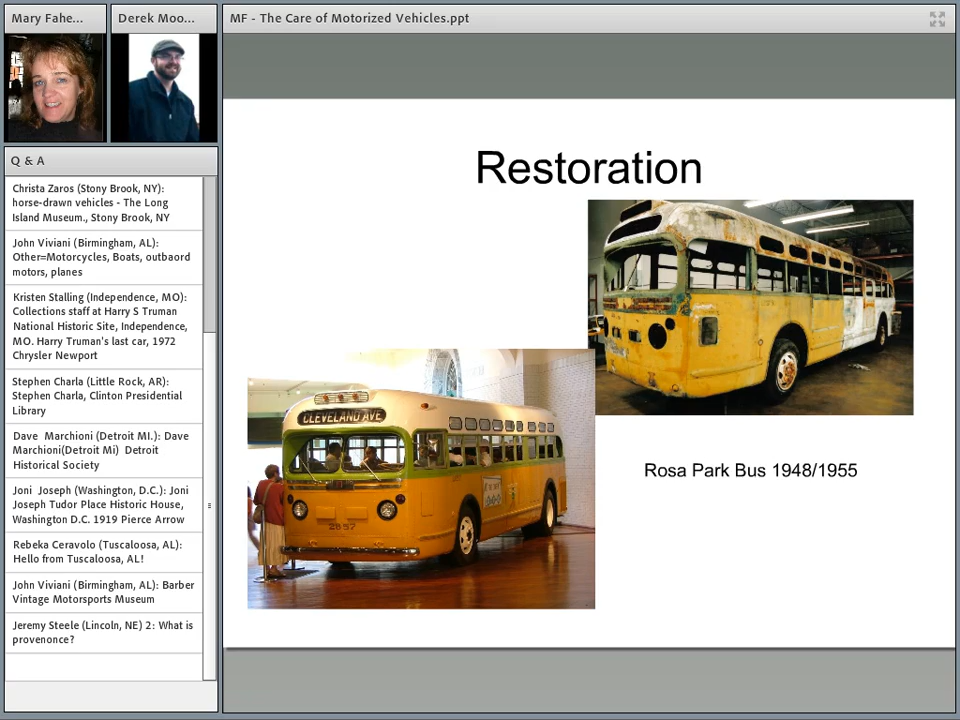 Mary Fahe...
Derek Moo...
MF - The Care of Motorized Vehicles.ppt
Q & A
Christa Zaros (Stony Brook, NY):
horse-drawn vehicles - The Long
Island Museum., Stony Brook, NY
John Viviani (Birmingham, AL):
Other=Motorcycles, Boats, outbaord
motors, planes
Kristen Stalling (Independence, MO):
Collections staff at Harry S Truman
National Historic Site, Independence,
MO. Harry Truman's last car, 1972
Chrysler Newport
Stephen Charla (Little Rock, AR):
Stephen Charla, Clinton Presidential
Library
Dave  Marchioni (Detroit MI.): Dave
Marchioni(Detroit Mi)  Detroit
Historical Society
Joni  Joseph (Washington, D.C.): Joni
Joseph Tudor Place Historic House,
Washington D.C. 1919 Pierce Arrow
Rebeka Ceravolo (Tuscaloosa, AL):
Hello from Tuscaloosa, AL!
John Viviani (Birmingham, AL): Barber
Vintage Motorsports Museum
Jeremy Steele (Lincoln, NE) 2: What is
provenonce?
Restoration
CLEVELAND AVE
2857
Rosa Park Bus 1948/1955